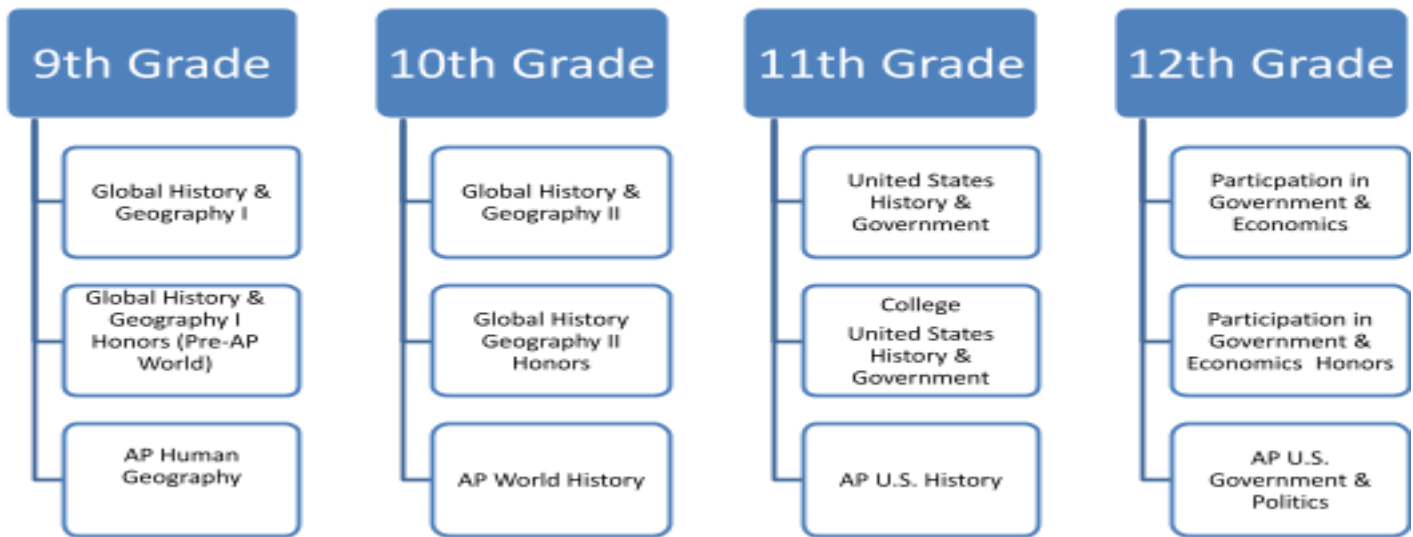 9th Grade
Global History &
Geography I
Global History &
Geography I
Honors (Pre-AP
World)
AP Human
Geography
10th Grade
Global History &
Geography II
Global History
Geography II
Honors
AP World History
11th Grade
United States
History &
Government
College
United States
History &
Government
AP U.S. History
12th Grade
Particpation in
Government &
Economics
Participation in
Government &
Economics Honors
AP U.S.
Government &
Politics